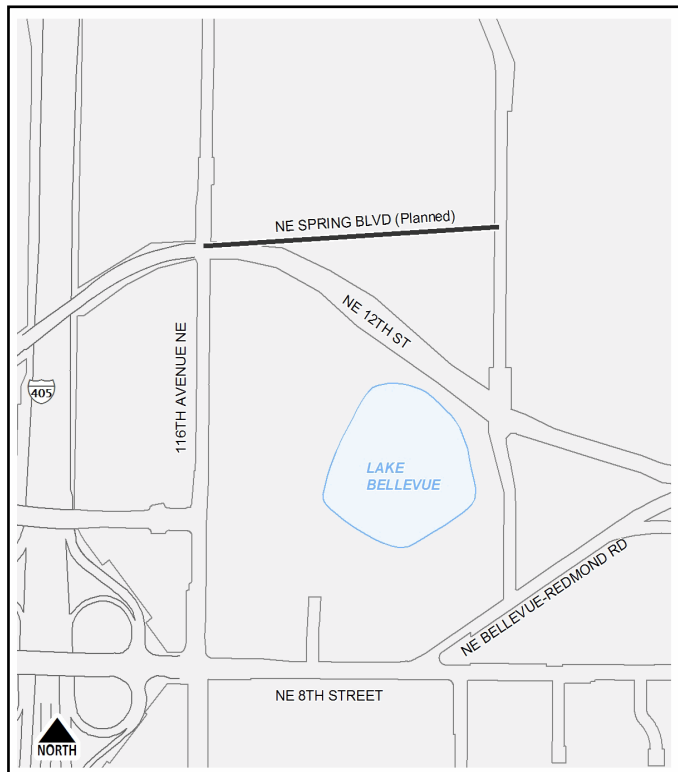 NE SPRING BLVD (Planned)
NE 12TH ST
116TH AVENUE NE
405
LAKE
BELLEVUE
NE BELLEVUE-REDMOND RD
NE 8TH STREET
NORTH